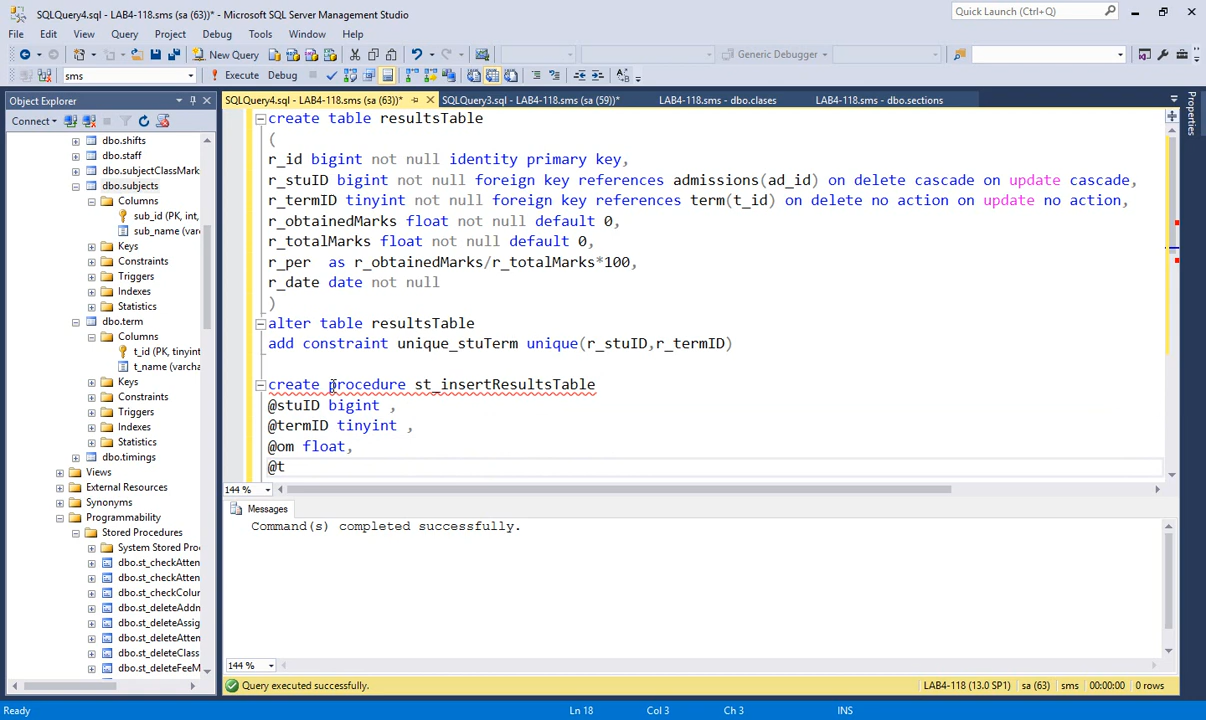 SQLQuery4.sql - LAB4-118.sms (sa (63))* - Microsoft SQL Server Management Studio
Quick Launch (Ctrl+Q)
File Edit View Query Project Debug Tools Window Help
New Query
Generic Debugger
sms
Execute Debug
Object Explorer
SQLQuery4.sql - LAB4-118.sms (sa (63))*
SQLQuery3.sql - LAB4-118.sms (sa (59))*
LAB4-118.sms - dbo.clases
LAB4-118.sms - dbo.sections
Properties
Connect
dbo.shifts
dbo.staff
dbo.subjectClassMark
dbo.subjects
Columns
sub_id (PK, int,
sub_name (varc
Keys
Constraints
Triggers
Indexes
Statistics
dbo.term
Columns
t_id (PK, tinyint
t_name (varcha
Keys
Constraints
Triggers
Indexes
Statistics
dbo.timings
Views
External Resources
Synonyms
Programmability
Stored Procedures
System Stored Pro
dbo.st_checkAtten
dbo.st_checkAtten
dbo.st_checkColur
dbo.st_deleteAddn
dbo.st_deleteAssig
dbo.st_deleteAtten
dbo.st_deleteClass
dbo.st_deleteFeeM
create table resultsTable
(
r_id bigint not null identity primary key,
r_stuID bigint not null foreign key references admissions(ad_id) on delete cascade on update cascade,
r_termID tinyint not null foreign key references term(t_id) on delete no action on update no action,
r_obtainedMarks float not null default 0,
r_totalMarks float not null default 0,
r_per  as r_obtainedMarks/r_totalMarks*100,
r_date date not null
)
alter table resultsTable
add constraint unique_stuTerm unique(r_stuID,r_termID)
create procedure st_insertResultsTable
@stuID bigint ,
@termID tinyint ,
@om float,
@t
144 %
Messages
Command(s) completed successfully.
144 %
Query executed successfully.
LAB4-118 (13.0 SP1) sa (63) sms 00:00:00 0 rows
Ready
Ln 18 Col 3 Ch 3 INS